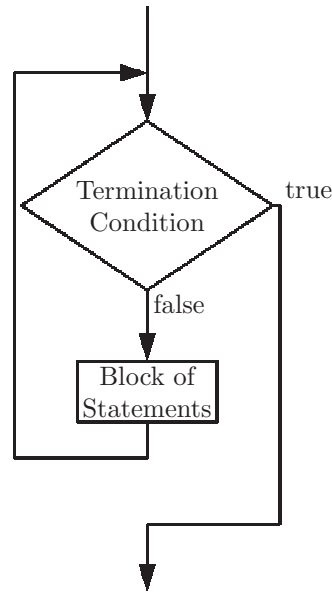 Termination
Condition
true
false
Block of
Statements